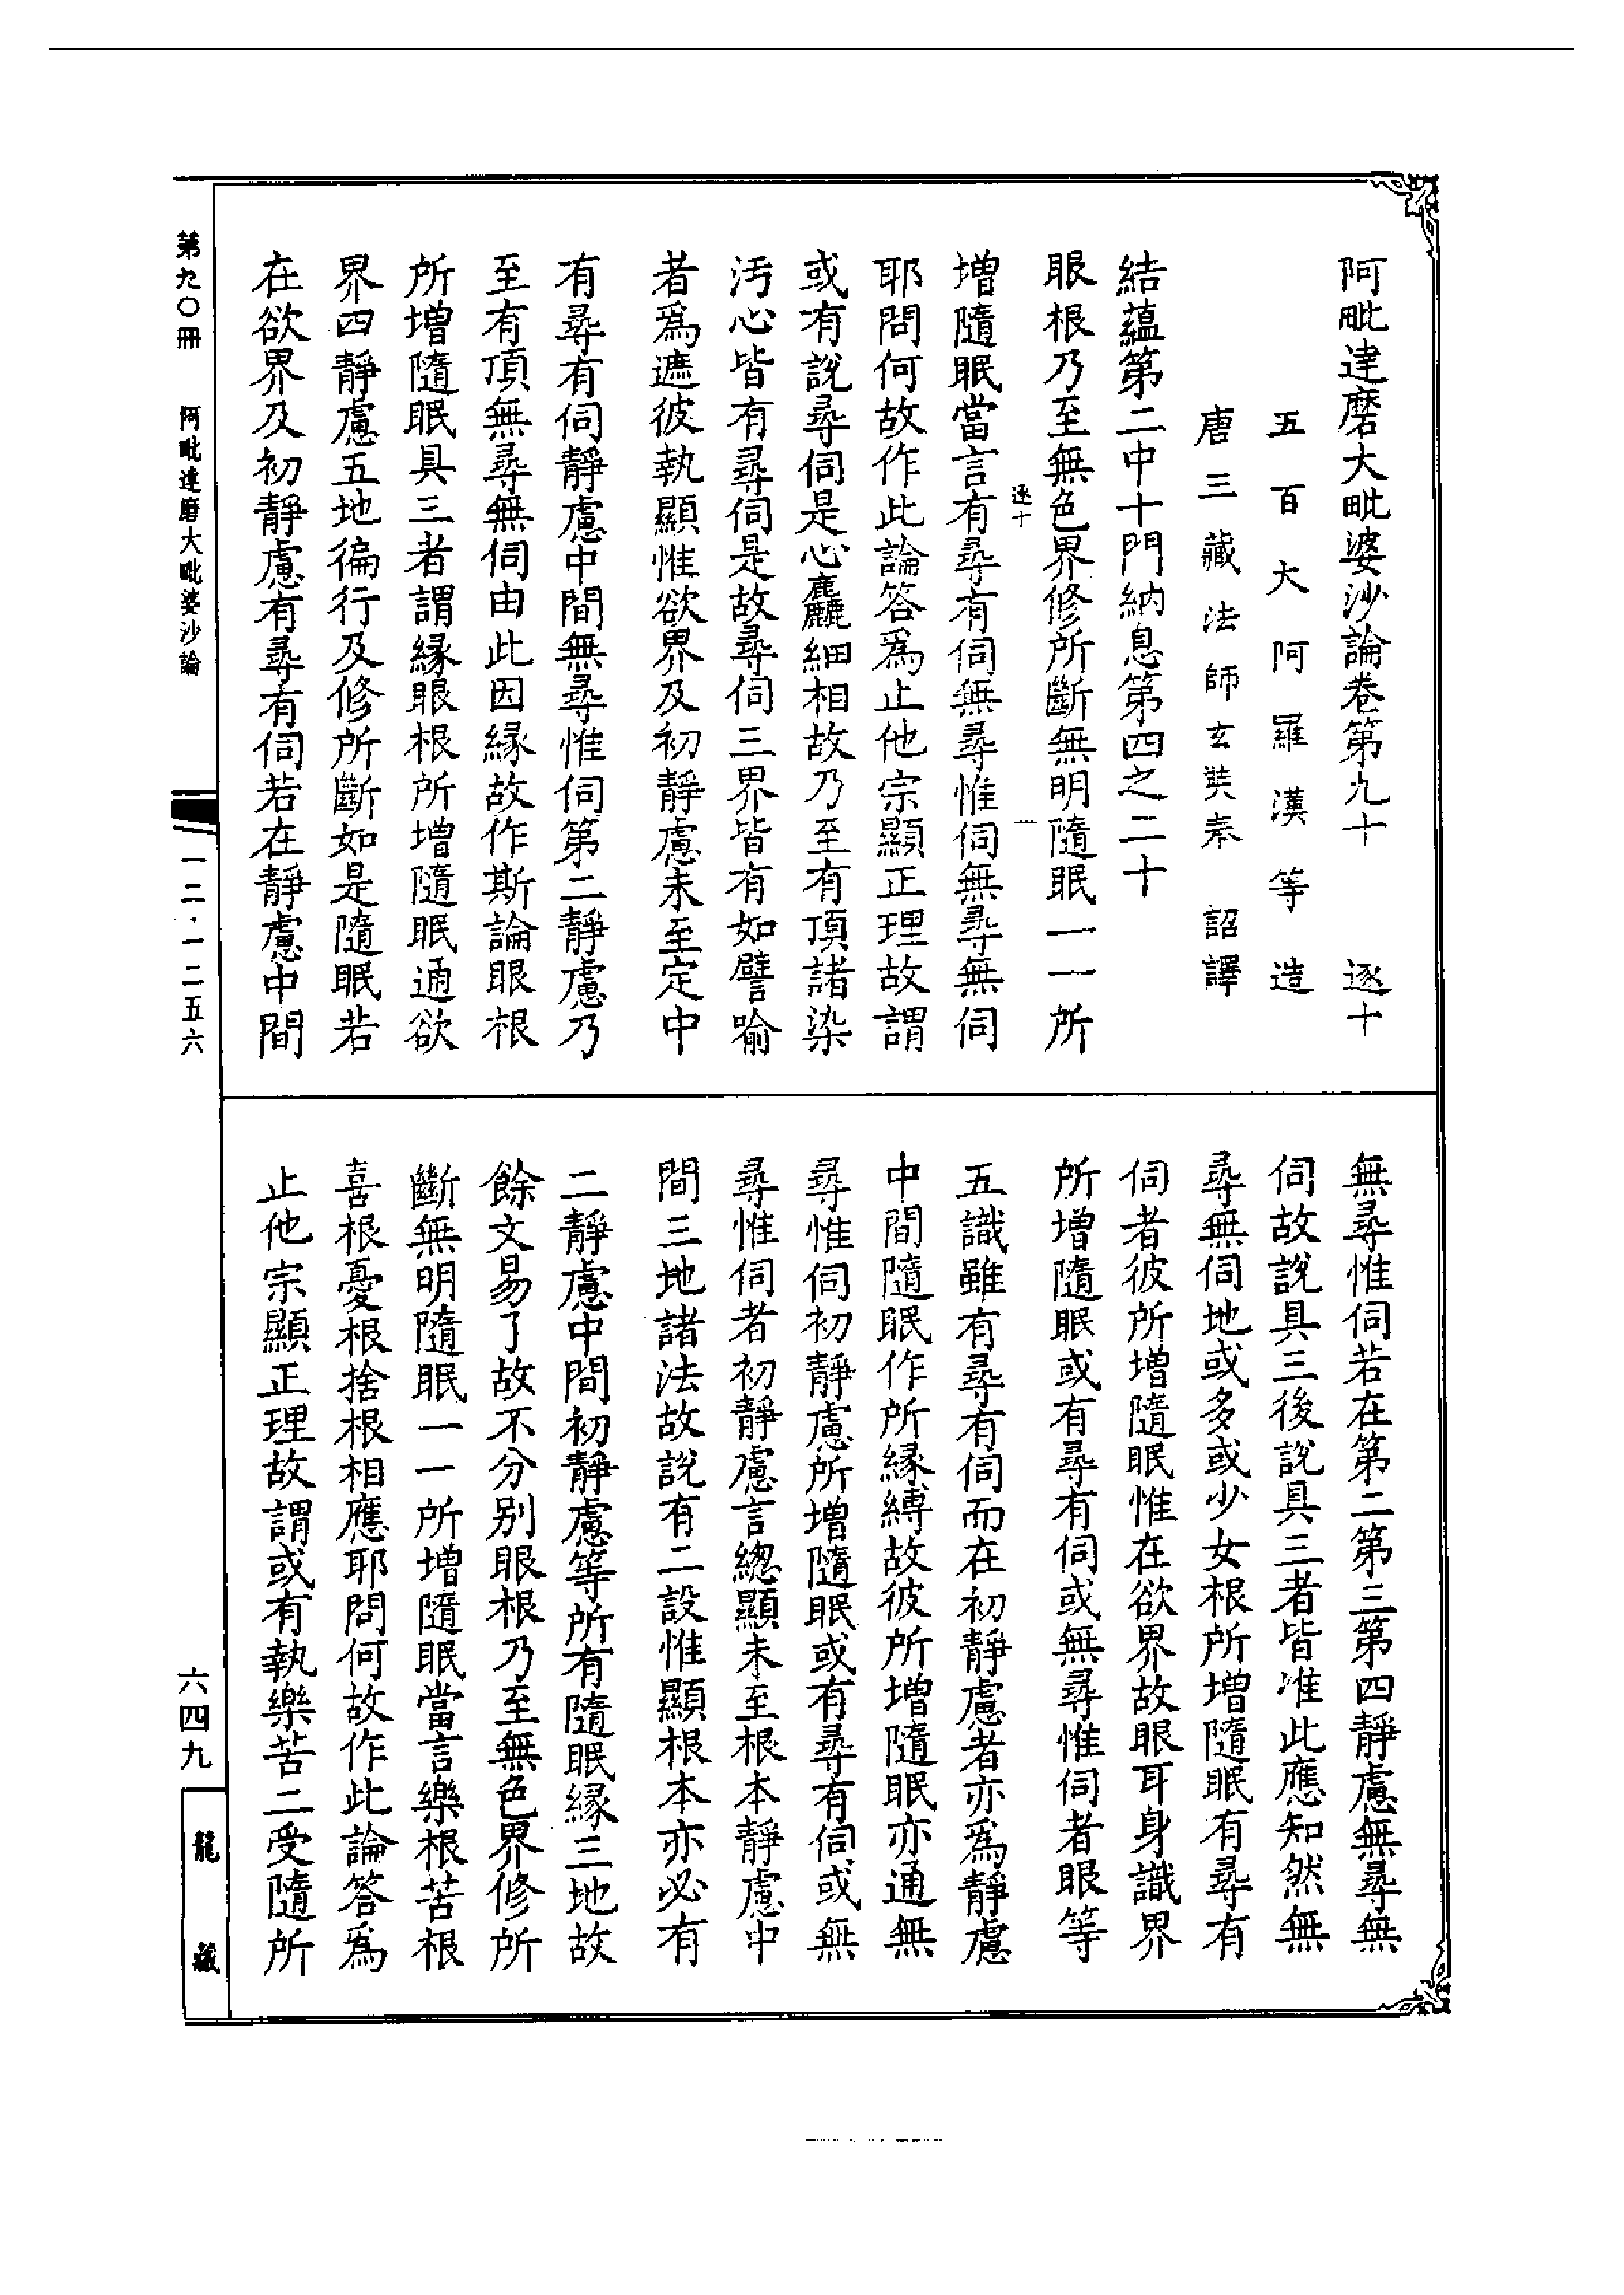 阿毗達磨大毗婆沙論卷第九十　逐十
五百大阿羅漢等造
唐三藏法師玄奘奉　詔譯
結蘊第二中十門納息第四之二十
眼根乃至無色界修所斷無明隨眠一一所
逐十　一
增隨眠當言有尋有伺無尋惟伺無尋無伺
耶問何故作此論答爲止他宗顯正理故謂
或有說尋伺是心麤細相故乃至有頂諸染
汚心皆有尋伺是故尋伺三界皆有如譬喻
者爲遮彼執顯惟欲界及初靜慮未至定中
有尋有伺靜慮中間無尋惟伺第二靜慮乃
至有頂無尋無伺由此因緣故作斯論眼根
所增隨眠具三者謂緣眼根所增隨眠通欲
界四靜慮五地徧行及修所斷如是隨眠若
在欲界及初靜慮有尋有伺若在靜慮中間
無尋惟伺若在第二第三第四靜慮無尋無
伺故說具三後說具三者皆准此應知然無
尋無伺地或多或少女根所增隨眠有尋有
伺者彼所增隨眠惟在欲界故眼耳身識界
所增隨眠或有尋有伺或無尋惟伺者眼等
五識雖有尋有伺而在初靜慮者亦爲靜慮
中間隨眠作所緣縛故彼所增隨眠亦通無
尋惟伺初靜慮所增隨眠或有尋有伺或無
尋惟伺者初靜慮言總顯未至根本靜慮中
間三地諸法故說有二設惟顯根本亦必有
二靜慮中間初靜慮等所有隨眠緣三地故
餘文易了故不分別眼根乃至無色界修所
斷無明隨眠一一所增隨眠當言樂根苦根
喜根憂根捨根相應耶問何故作此論答爲
止他宗顯正理故謂或有執樂苦二受隨所
第九〇冊　阿毗達磨大毗婆沙論
一二·一二五六
六四九
龍藏